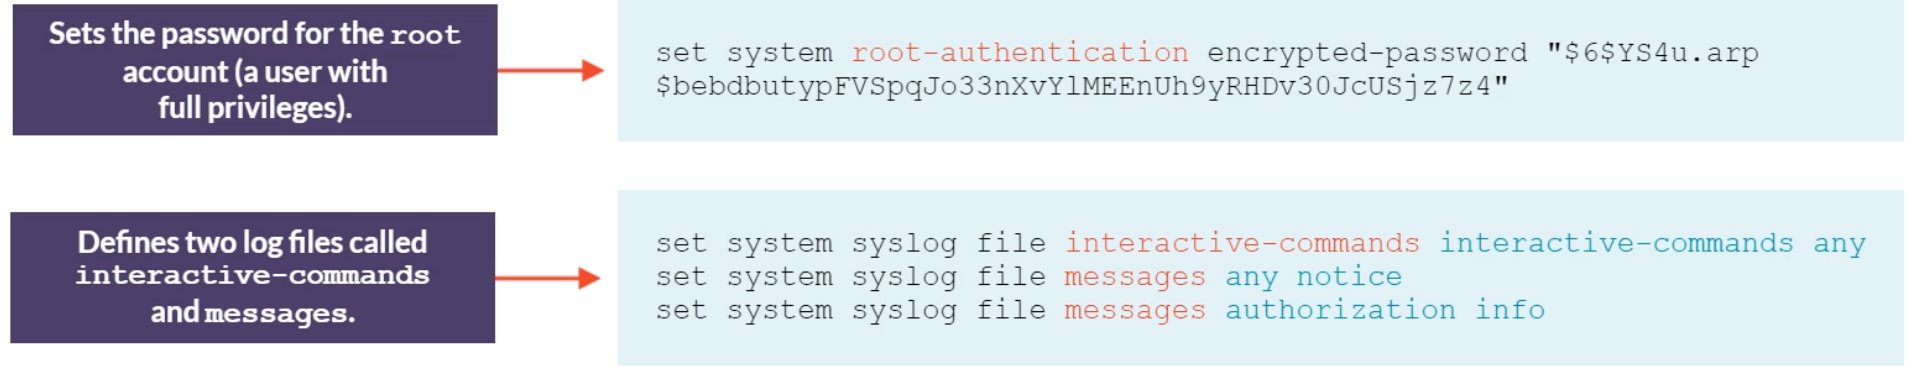 Sets the password for the root
account (a user with
full privileges).
set system root-authentication encrypted-password "$6$YS4u.arp
$bebdbutypFVSpqJo33nXvYlMEEnUh9yRHDv30JcUSjz7z4"
Defines two log files called
interactive-commands
and messages.
set system syslog file interactive-commands interactive-commands any
set system syslog file messages any notice
set system syslog file messages authorization info